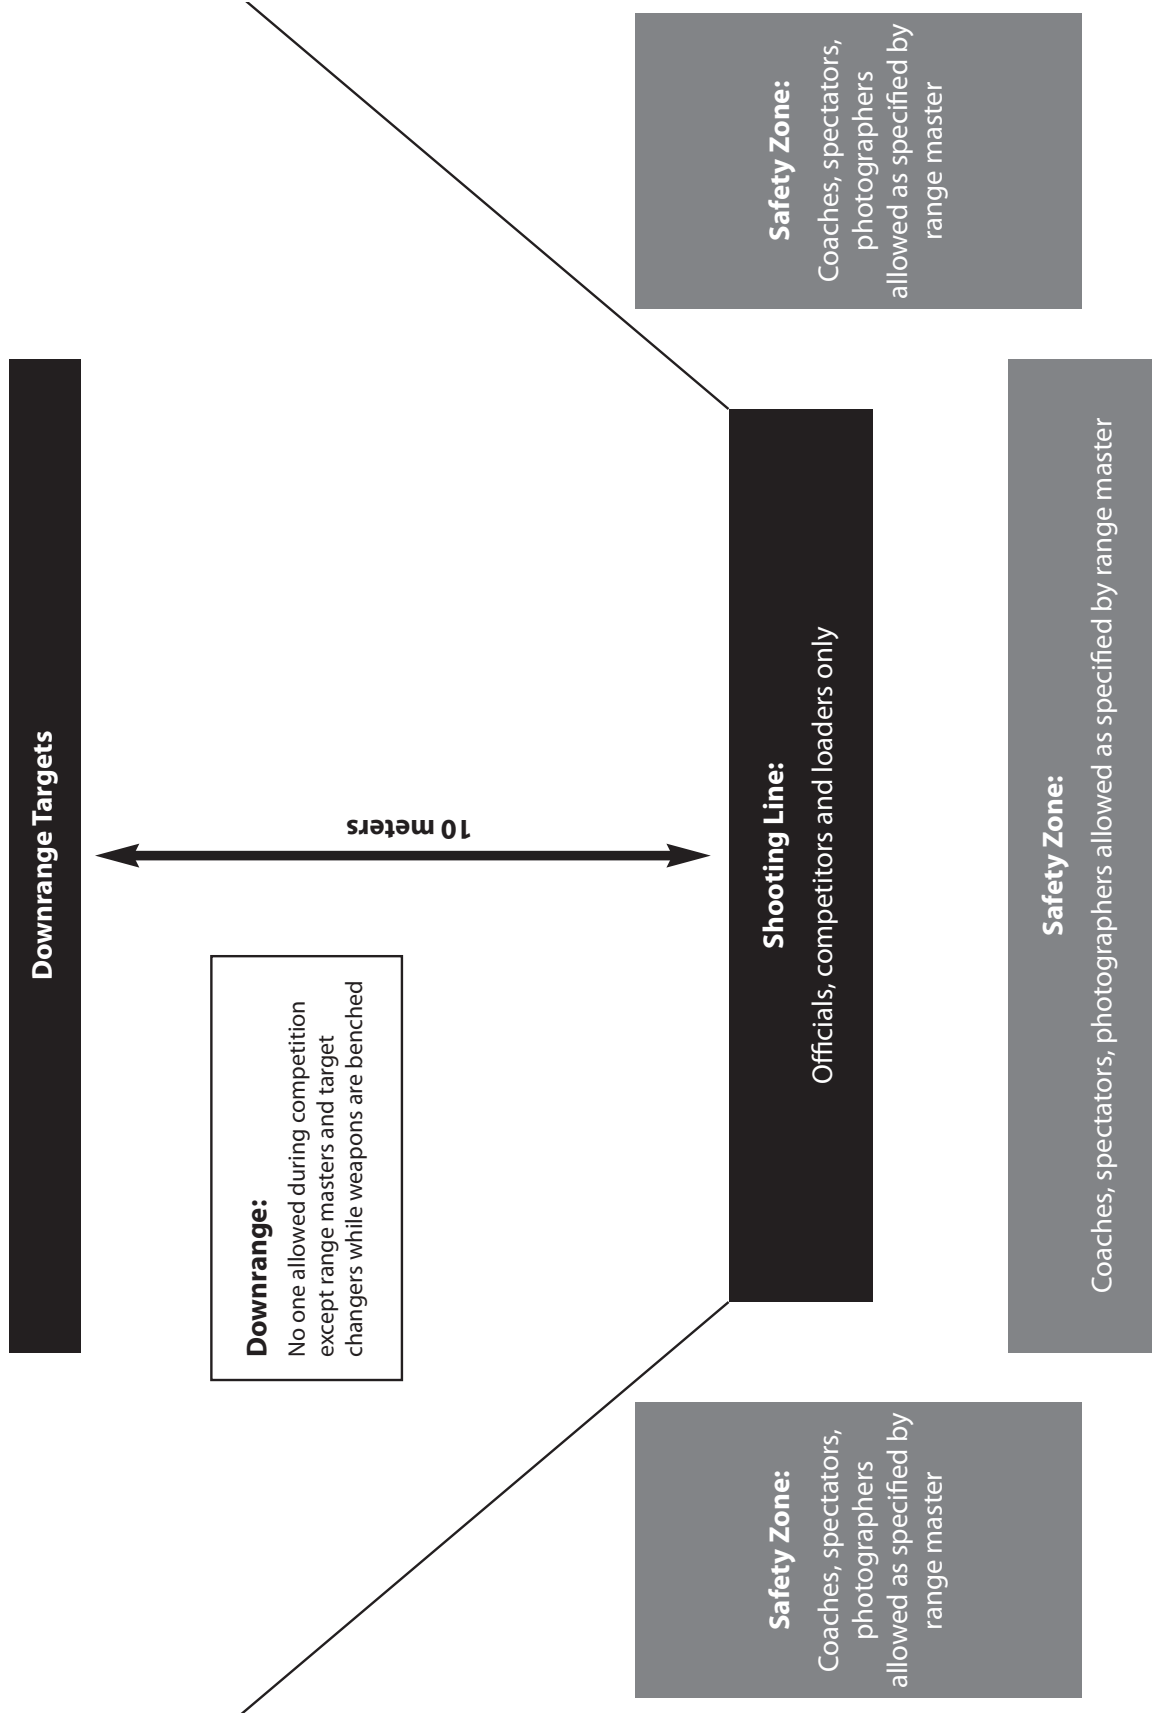 Downrange Targets
10 meters
Downrange:
No one allowed during competition
except range masters and target
changers while weapons are benched
Shooting Line:
Officials, competitors and loaders only
Safety Zone:
Coaches, spectators,
photographers
allowed as specified by
range master
Safety Zone:
Coaches, spectators,
photographers
allowed as specified by
range master
Safety Zone:
Coaches, spectators, photographers allowed as specified by range master